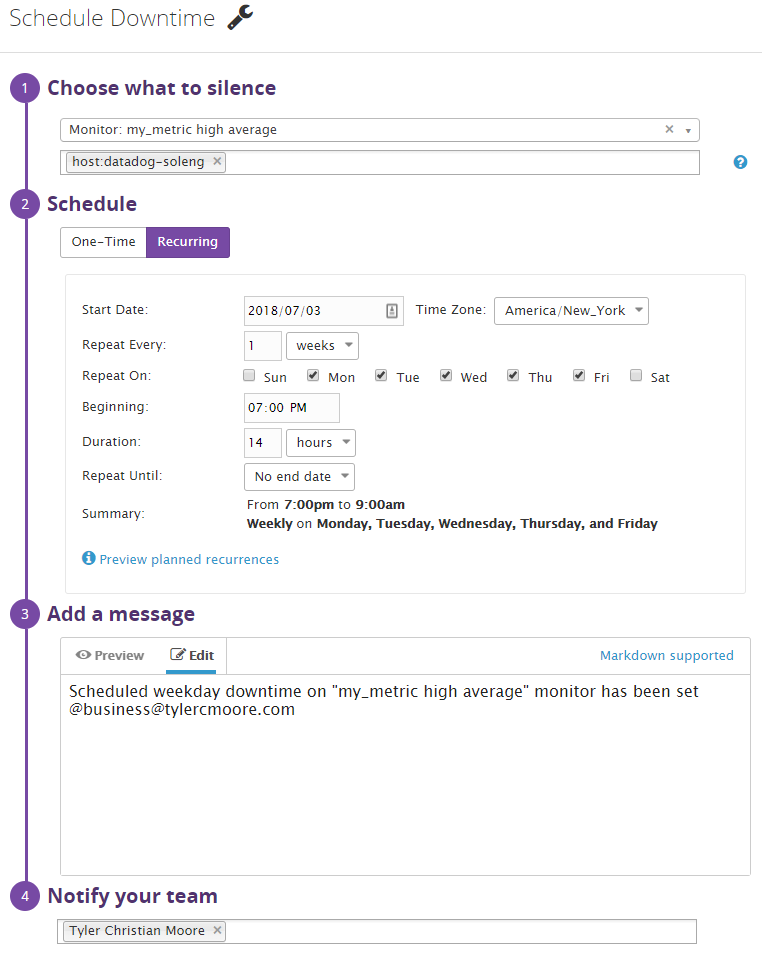 Schedule Downtime
1 Choose what to silence
Monitor: my_metric high average × ▾
host:datadog-soleng ×
?
2 Schedule
One-Time Recurring
Start Date: 2018/07/03 Time Zone: America/New_York
Repeat Every: 1 weeks
Repeat On: Sun Mon Tue Wed Thu Fri Sat
Beginning: 07:00 PM
Duration: 14 hours
Repeat Until: No end date
Summary: From 7:00pm to 9:00am
Weekly on Monday, Tuesday, Wednesday, Thursday, and Friday
Preview planned recurrences
3 Add a message
Preview Edit Markdown supported
Scheduled weekday downtime on "my_metric high average" monitor has been set
@business@tylercmoore.com
4 Notify your team
Tyler Christian Moore ×